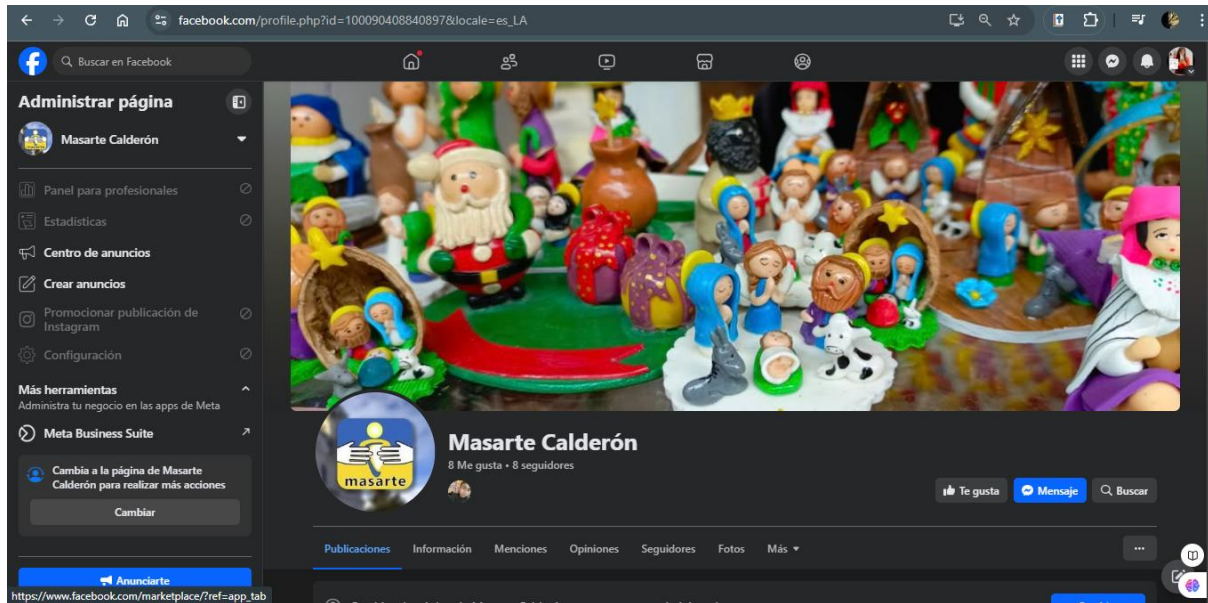 facebook.com/profile.php?id=100090408840897&locale=es_LA
Buscar en Facebook
Administrar página
Masarte Calderón
Panel para profesionales
Estadísticas
Centro de anuncios
Crear anuncios
Promocionar publicación de
Instagram
Configuración
Más herramientas
Administra tu negocio en las apps de Meta
Meta Business Suite
Cambia a la página de Masarte
Calderón para realizar más acciones
Cambiar
Anunciarte
https://www.facebook.com/marketplace/?ref=app_tab
masarte
Masarte Calderón
8 Me gusta • 8 seguidores
Te gusta
Mensaje
Buscar
Publicaciones
Información
Menciones
Opiniones
Seguidores
Fotos
Más